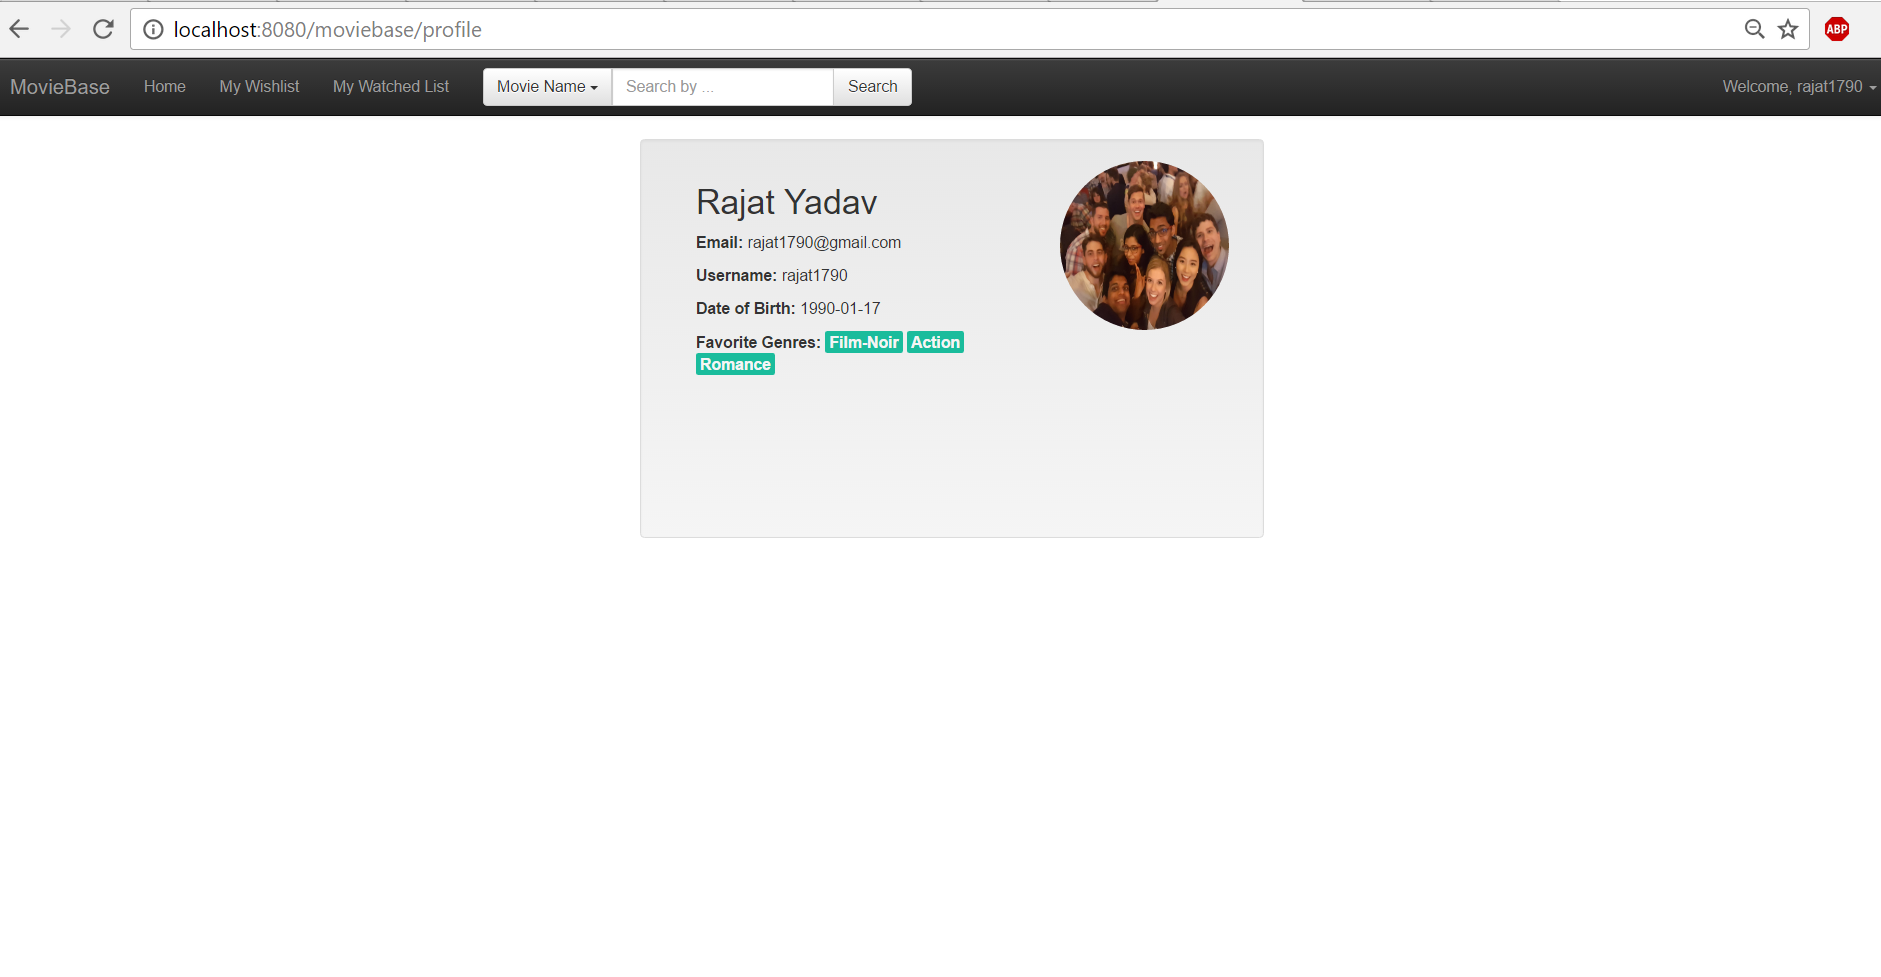 localhost:8080/moviebase/profile
ABP
MovieBase Home My Wishlist My Watched List Movie Name Search by ... Search Welcome, rajat1790
Rajat Yadav
Email: rajat1790@gmail.com
Username: rajat1790
Date of Birth: 1990-01-17
Favorite Genres: Film-Noir Action
Romance